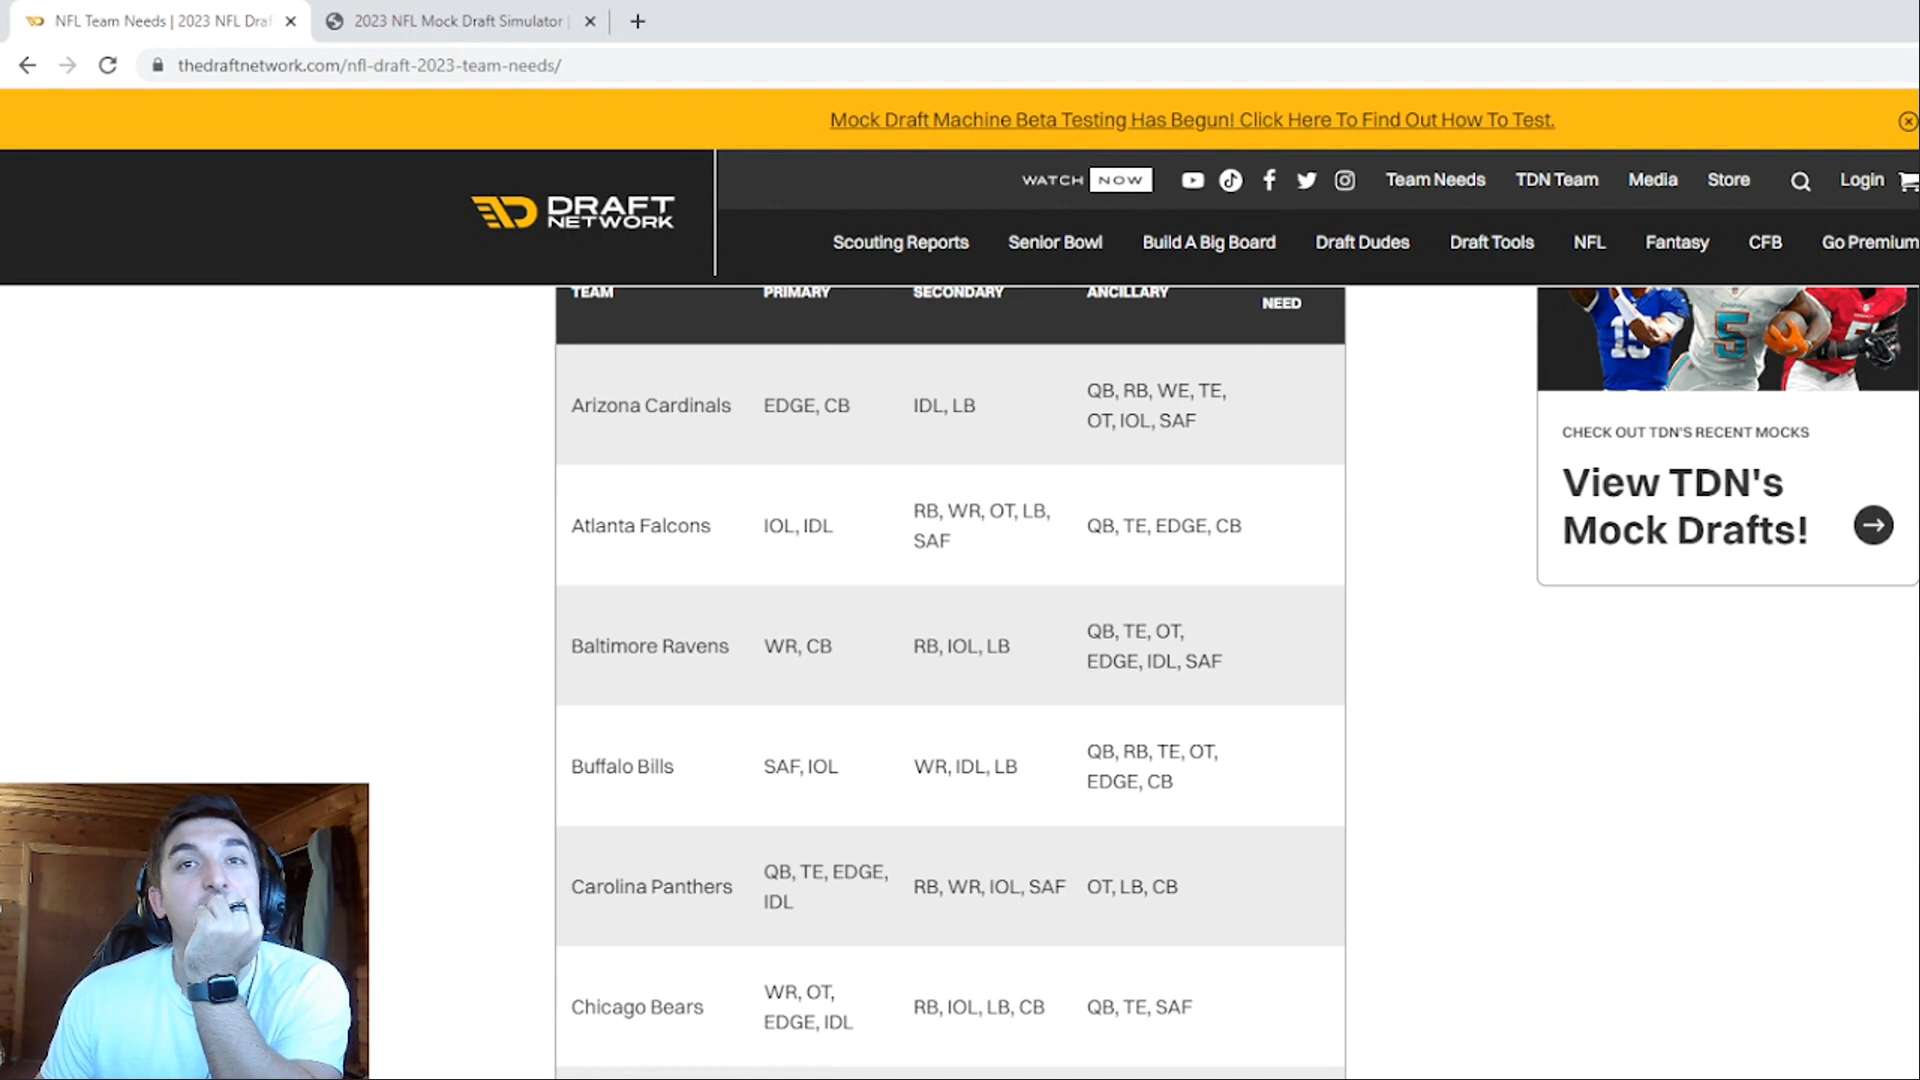 NFL Team Needs | 2023 NFL Draf
2023 NFL Mock Draft Simulator |
thedraftnetwork.com/nfl-draft-2023-team-needs/
Mock Draft Machine Beta Testing Has Begun! Click Here To Find Out How To Test.
WATCH NOW
Team Needs
TDN Team
Media
Store
Login
DRAFT
NETWORK
Scouting Reports
Senior Bowl
Build A Big Board
Draft Dudes
Draft Tools
NFL
Fantasy
CFB
Go Premium
TEAM
PRIMARY
SECONDARY
ANCILLARY
NEED
Arizona Cardinals
EDGE, CB
IDL, LB
QB, RB, WE, TE,
OT, IOL, SAF
Atlanta Falcons
IOL, IDL
RB, WR, OT, LB,
SAF
QB, TE, EDGE, CB
Baltimore Ravens
WR, CB
RB, IOL, LB
QB, TE, OT,
EDGE, IDL, SAF
Buffalo Bills
SAF, IOL
WR, IDL, LB
QB, RB, TE, OT,
EDGE, CB
Carolina Panthers
QB, TE, EDGE,
IDL
RB, WR, IOL, SAF
OT, LB, CB
Chicago Bears
WR, OT,
EDGE, IDL
RB, IOL, LB, CB
QB, TE, SAF
15
5
CHECK OUT TDN'S RECENT MOCKS
View TDN's
Mock Drafts!